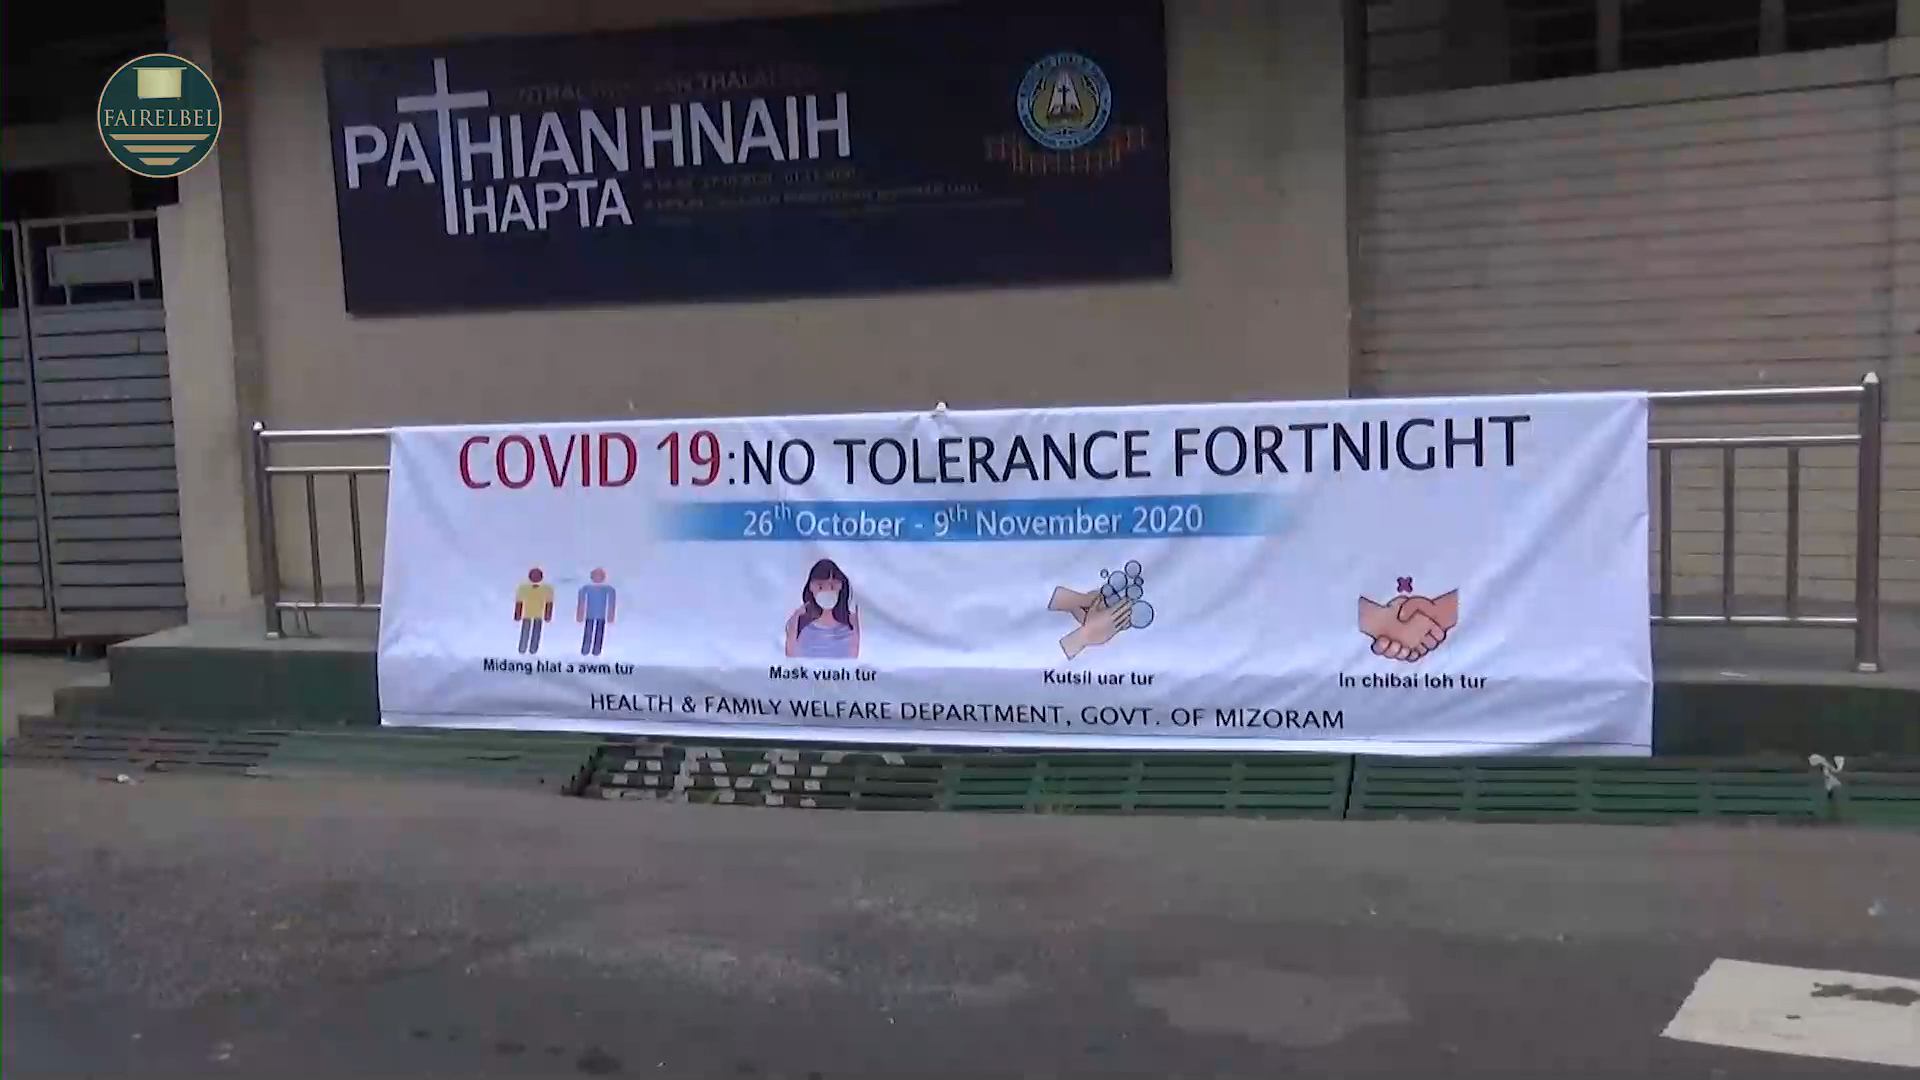 FAIRELBEL
PATHIAN HNAIH
HAPTA
COVID 19:NO TOLERANCE FORTNIGHT
26th October - 9th November 2020
Midang hlat a awm tur
Mask vuah tur
Kutsil uar tur
In chibai loh tur
HEALTH & FAMILY WELFARE DEPARTMENT, GOVT. OF MIZORAM